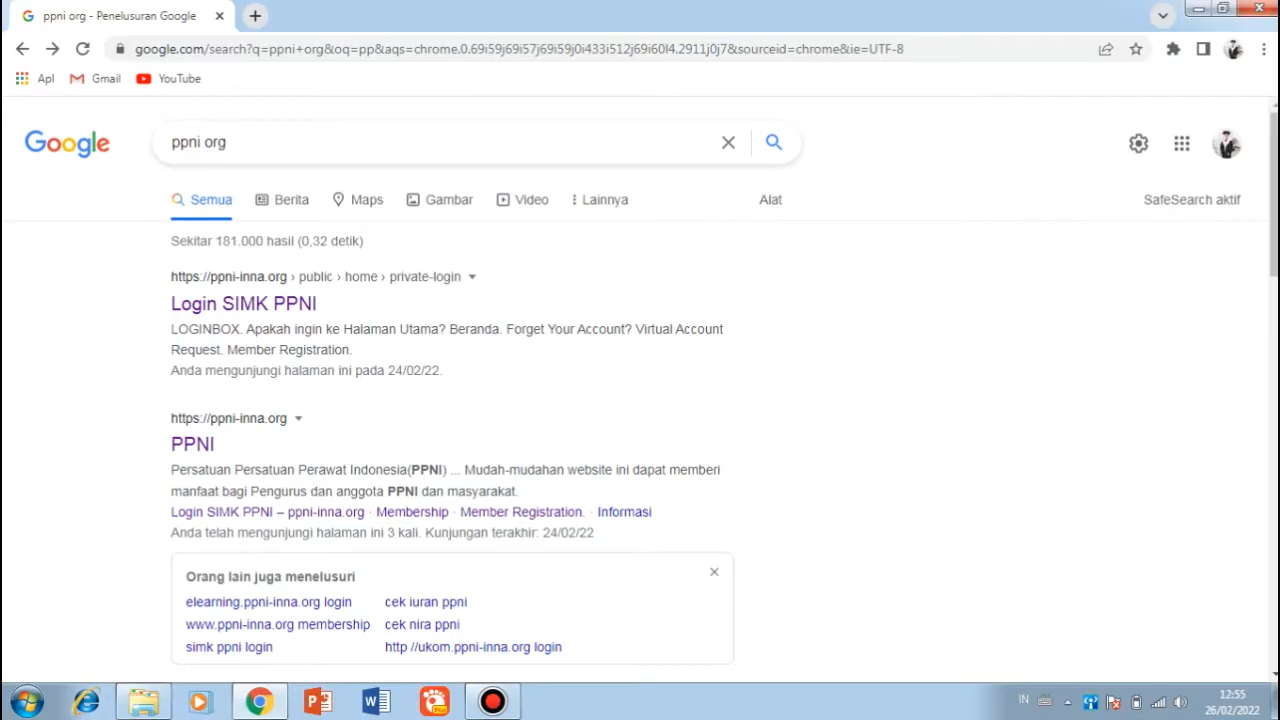 ppni org - Penelusuran Google
google.com/search?q=ppni+org&oq=pp&aqs=chrome.0.69i59j69i57j69i59j0i433i512j69i60l4.2911j0j7&sourceid=chrome&ie=UTF-8
Apl Gmail YouTube
Google
ppni org
Semua Berita Maps Gambar Video Lainnya Alat SafeSearch aktif
Sekitar 181.000 hasil (0,32 detik)
https://ppni-inna.org › public › home › private-login
Login SIMK PPNI
LOGINBOX. Apakah ingin ke Halaman Utama? Beranda. Forget Your Account? Virtual Account
Request. Member Registration.
Anda mengunjungi halaman ini pada 24/02/22.
https://ppni-inna.org
PPNI
Persatuan Persatuan Perawat Indonesia(PPNI) ... Mudah-mudahan website ini dapat memberi
manfaat bagi Pengurus dan anggota PPNI dan masyarakat.
Login SIMK PPNI – ppni-inna.org · Membership · Member Registration. · Informasi
Anda telah mengunjungi halaman ini 3 kali. Kunjungan terakhir: 24/02/22
Orang lain juga menelusuri
elearning.ppni-inna.org login cek iuran ppni
www.ppni-inna.org membership cek nira ppni
simk ppni login http //ukom.ppni-inna.org login
IN 12:55
26/02/2022